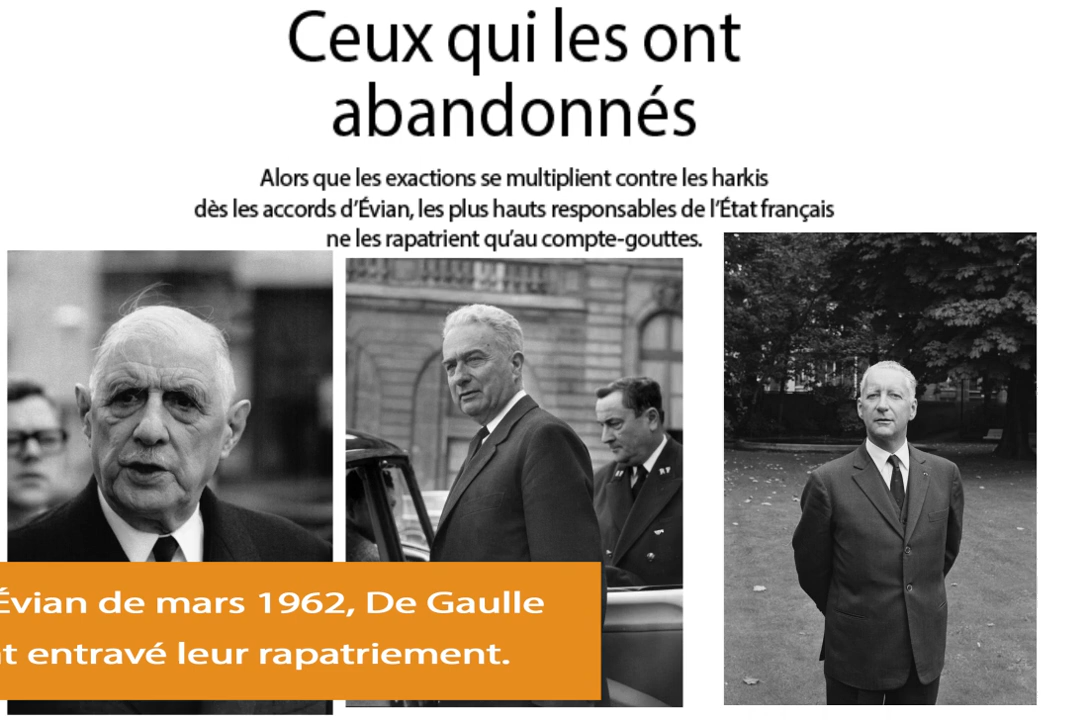 Ceux qui les ont
abandonnés
Alors que les exactions se multiplient contre les harkis
dès les accords d'Évian, les plus hauts responsables de l'État français
ne les rapatrient qu'au compte-gouttes.
Évian de mars 1962, De Gaulle
t entravé leur rapatriement.